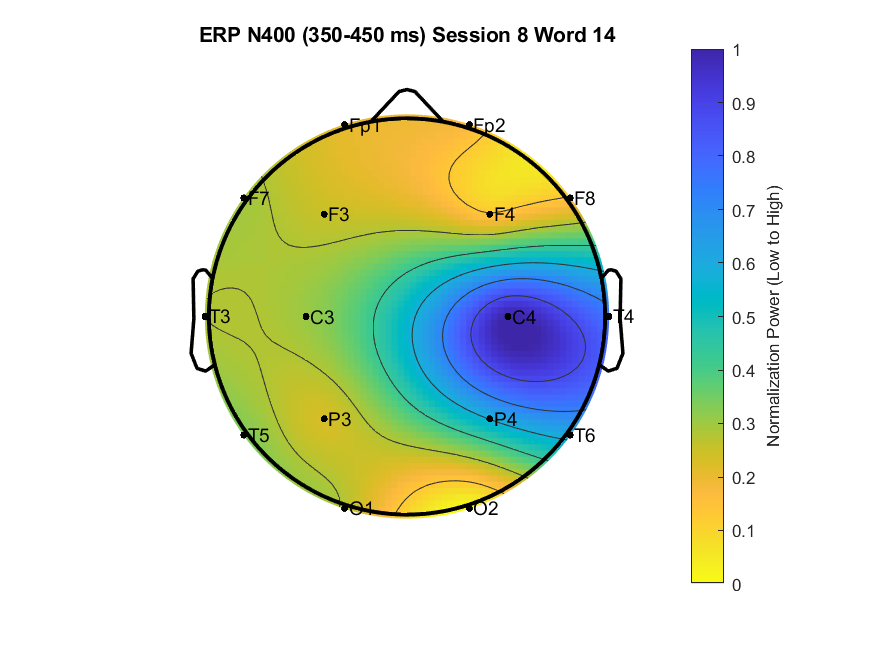 ERP N400 (350-450 ms) Session 8 Word 14
Fp1 Fp2
F7 F8
F3 F4
T3 C3 C4 T4
P3 P4
T5 T6
O1 O2
1
0.9
0.8
0.7
0.6
0.5
0.4
0.3
0.2
0.1
0
Normalization Power (Low to High)